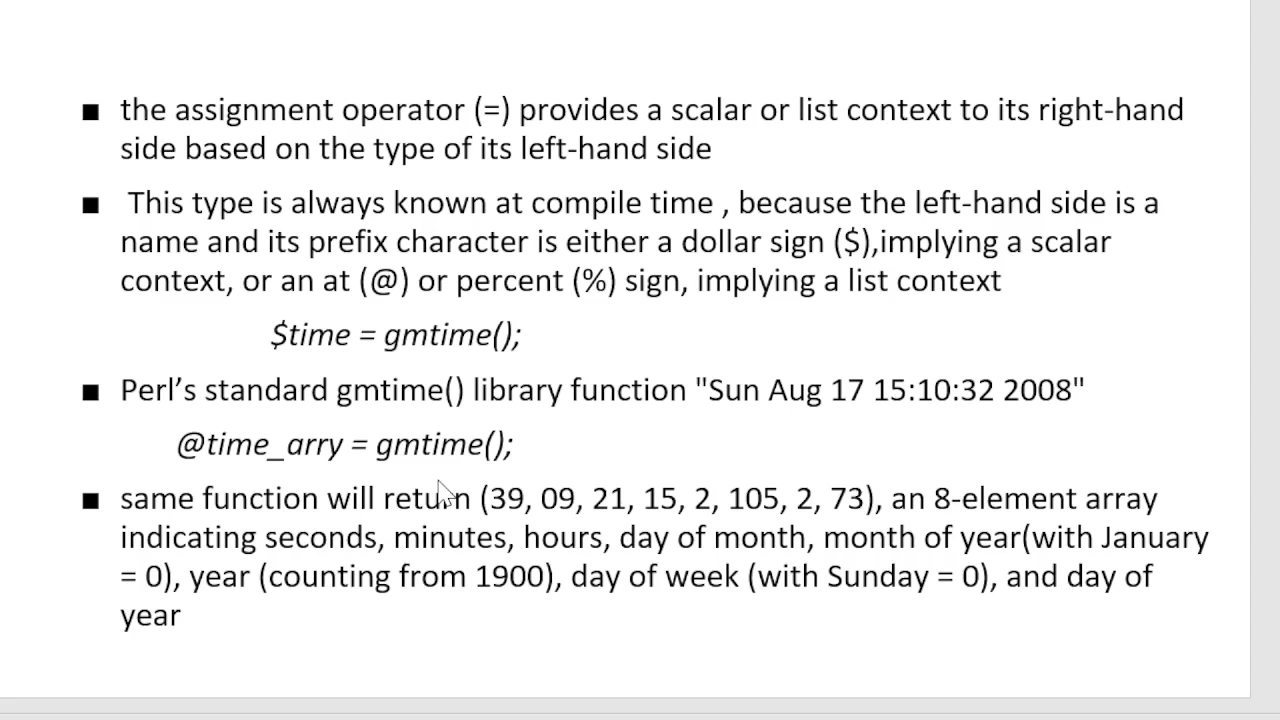 the assignment operator (=) provides a scalar or list context to its right-hand
side based on the type of its left-hand side
This type is always known at compile time , because the left-hand side is a
name and its prefix character is either a dollar sign ($),implying a scalar
context, or an at (@) or percent (%) sign, implying a list context
$time = gmtime();
Perl’s standard gmtime() library function "Sun Aug 17 15:10:32 2008"
@time_arry = gmtime();
same function will return (39, 09, 21, 15, 2, 105, 2, 73), an 8-element array
indicating seconds, minutes, hours, day of month, month of year(with January
= 0), year (counting from 1900), day of week (with Sunday = 0), and day of
year